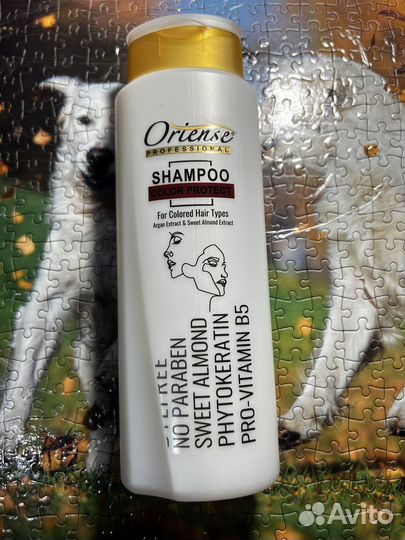 Oriense
PROFESSIONAL
SHAMPOO
COLOR PROTECT
For Colored Hair Types
Argan Extract & Sweet Almond Extract
NO PARABEN
SWEET ALMOND
PHYTOKERATIN
PRO-VITAMIN B5
Avito